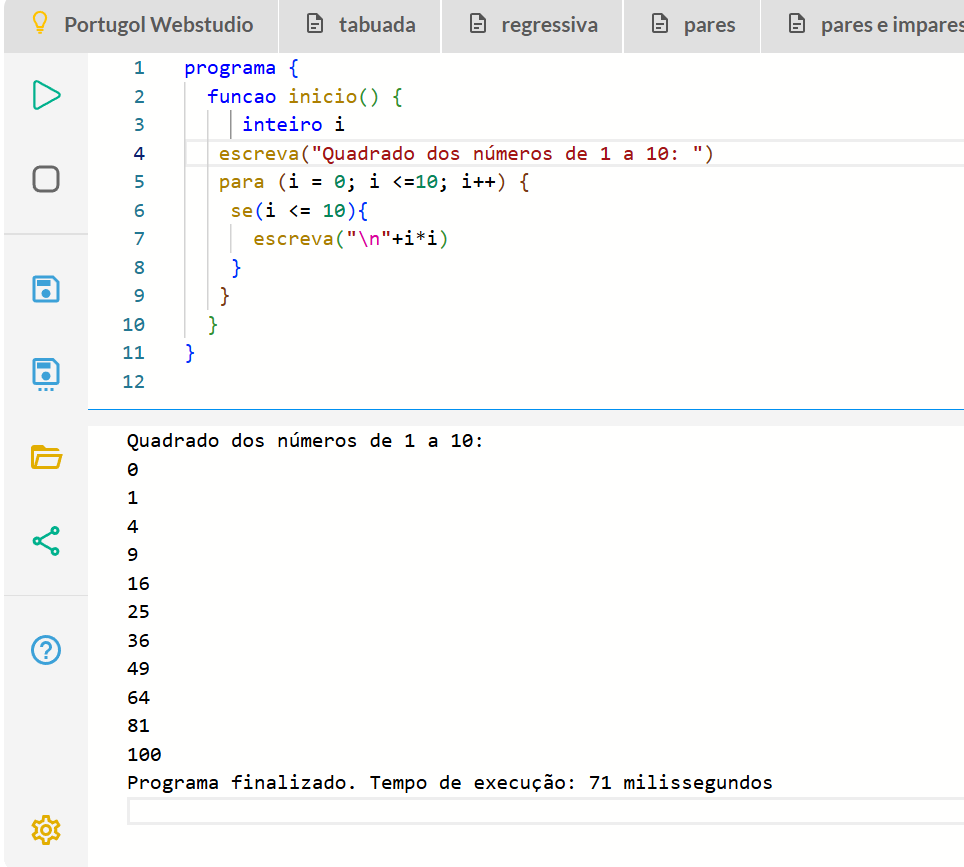 Portugol Webstudio tabuada regressiva pares pares e impares
1 programa {
2 funcao inicio() {
3 inteiro i
4 escreva("Quadrado dos números de 1 a 10: ")
5 para (i = 0; i <=10; i++) {
6 se(i <= 10){
7 escreva("\n"+i*i)
8 }
9 }
10 }
11 }
12
Quadrado dos números de 1 a 10:
0
1
4
9
16
25
36
49
64
81
100
Programa finalizado. Tempo de execução: 71 milissegundos